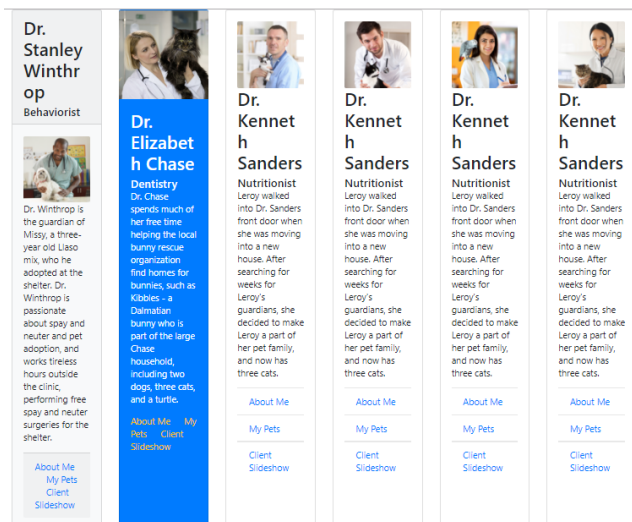 Dr.
Stanley
Winthr
op
Behaviorist
Dr. Winthrop is
the guardian of
Missy, a three-
year old Llaso
mix, who he
adopted at the
shelter. Dr.
Winthrop is
passionate
about spay and
neuter and pet
adoption, and
works tireless
hours outside
the clinic,
performing free
spay and neuter
surgeries for the
shelter.
About Me
My Pets
Client
Slideshow
Dr.
Elizabet
h Chase
Dentistry
Dr. Chase
spends much of
her free time
helping the local
bunny rescue
organization
find homes for
bunnies, such as
Kibbles - a
Dalmatian
bunny who is
part of the large
Chase
household,
including two
dogs, three cats,
and a turtle.
About Me My
Pets Client
Slideshow
Dr.
Kennet
h
Sanders
Nutritionist
Leroy walked
into Dr. Sanders
front door when
she was moving
into a new
house. After
searching for
weeks for
Leroy's
guardians, she
decided to make
Leroy a part of
her pet family,
and now has
three cats.
About Me
My Pets
Client
Slideshow
Dr.
Kennet
h
Sanders
Nutritionist
Leroy walked
into Dr. Sanders
front door when
she was moving
into a new
house. After
searching for
weeks for
Leroy's
guardians, she
decided to make
Leroy a part of
her pet family,
and now has
three cats.
About Me
My Pets
Client
Slideshow
Dr.
Kennet
h
Sanders
Nutritionist
Leroy walked
into Dr. Sanders
front door when
she was moving
into a new
house. After
searching for
weeks for
Leroy's
guardians, she
decided to make
Leroy a part of
her pet family,
and now has
three cats.
About Me
My Pets
Client
Slideshow
Dr.
Kennet
h
Sanders
Nutritionist
Leroy walked
into Dr. Sanders
front door when
she was moving
into a new
house. After
searching for
weeks for
Leroy's
guardians, she
decided to make
Leroy a part of
her pet family,
and now has
three cats.
About Me
My Pets
Client
Slideshow